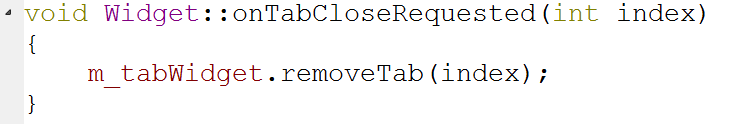 void Widget::onTabCloseRequested(int index)
{
    m_tabWidget.removeTab(index);
}